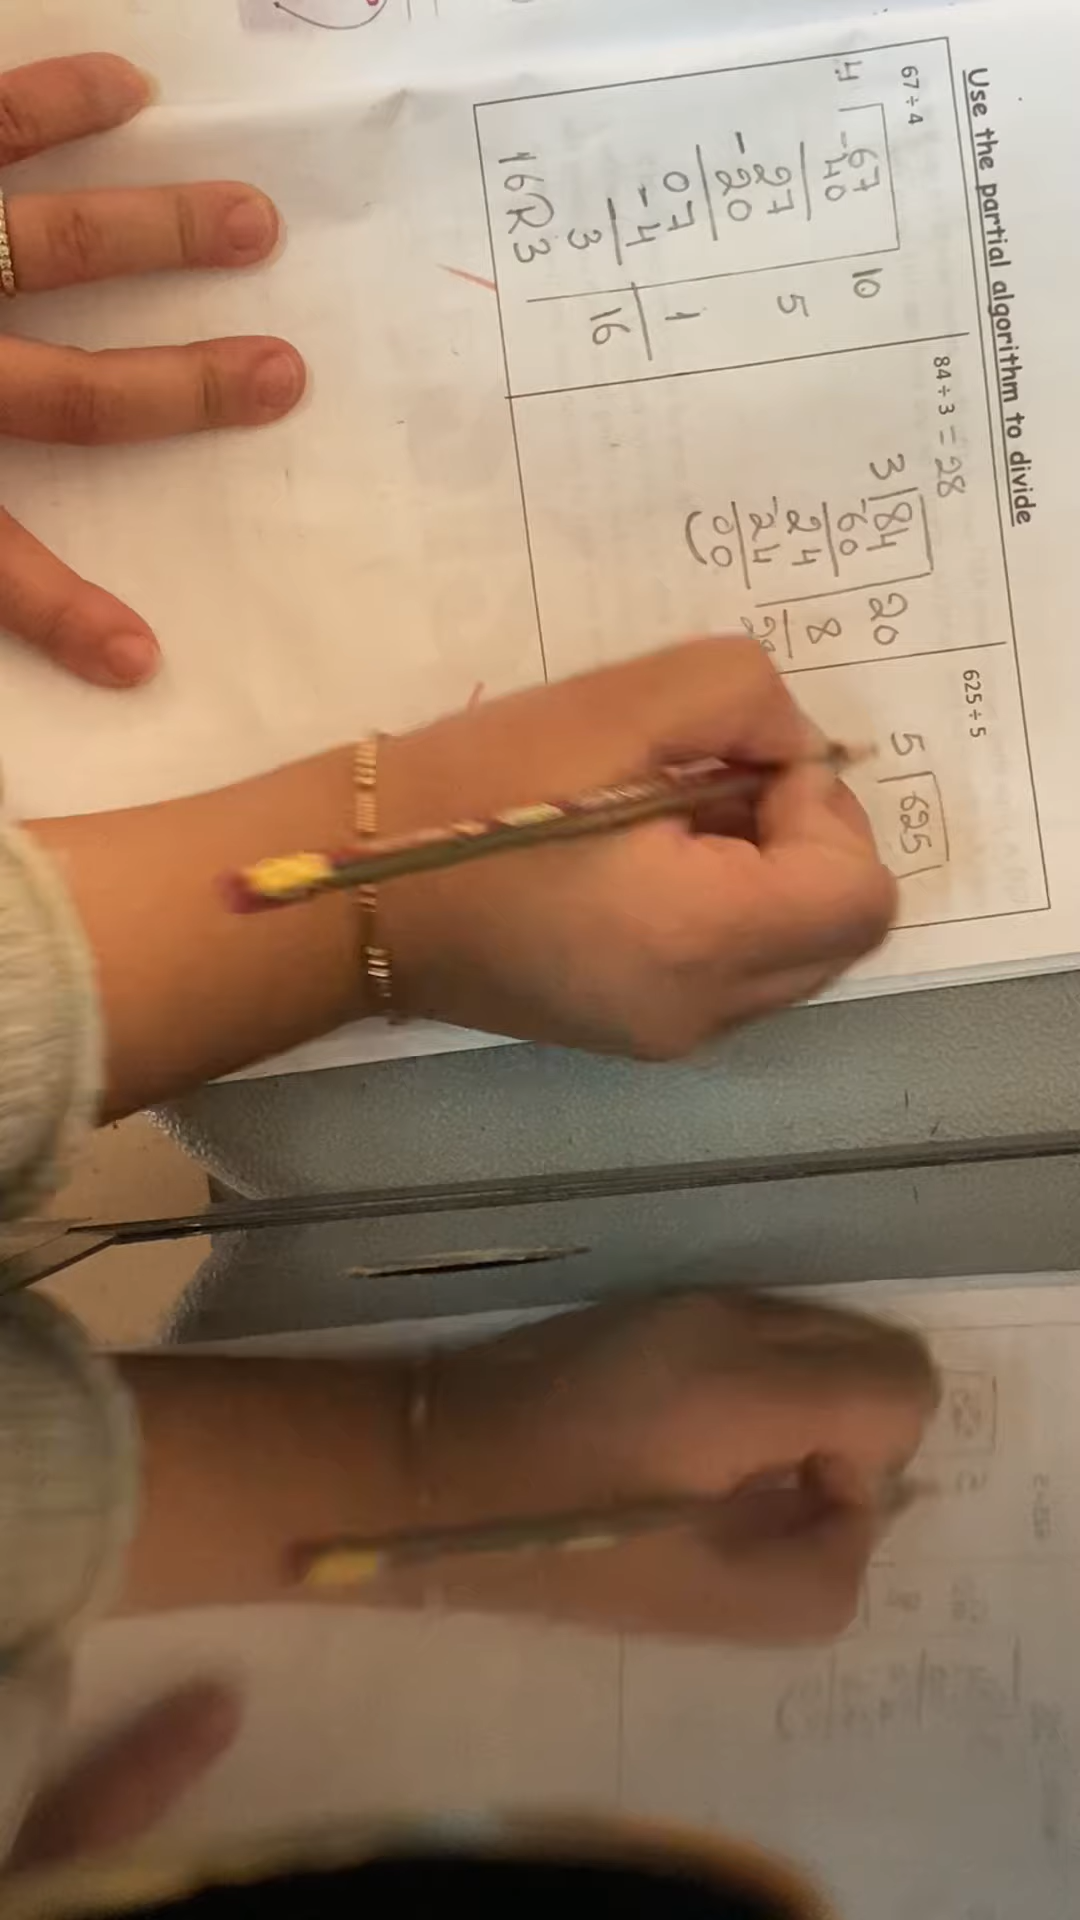 Use the partial algorithm to divide
67 ÷ 4
4 67 10
-40
27 5
-20
07 1
-4
3 16
16R3
84 ÷ 3 = 28
3 84 20
-60
24 8
-24
00
625 ÷ 5
5 625